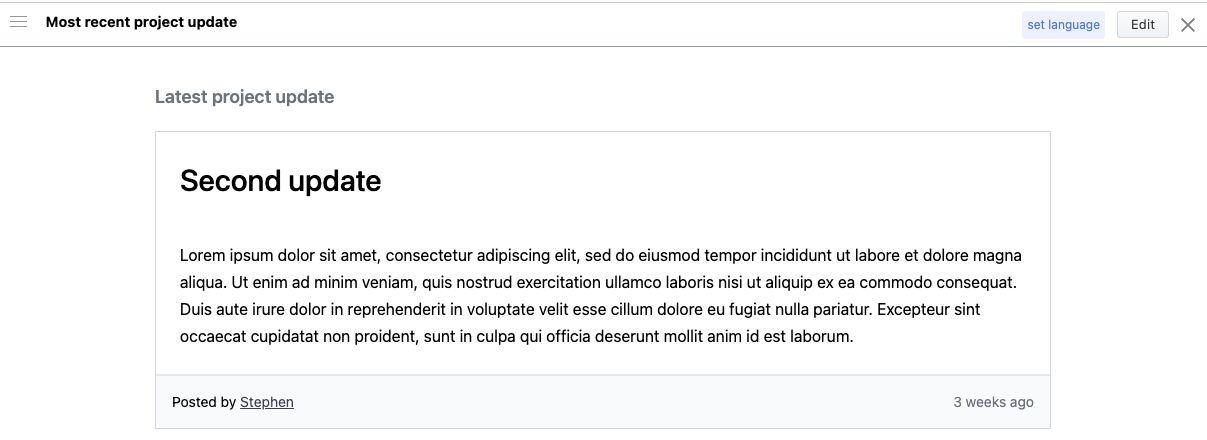 Most recent project update
set language
Edit
Latest project update
Second update
Lorem ipsum dolor sit amet, consectetur adipiscing elit, sed do eiusmod tempor incididunt ut labore et dolore magna
aliqua. Ut enim ad minim veniam, quis nostrud exercitation ullamco laboris nisi ut aliquip ex ea commodo consequat.
Duis aute irure dolor in reprehenderit in voluptate velit esse cillum dolore eu fugiat nulla pariatur. Excepteur sint
occaecat cupidatat non proident, sunt in culpa qui officia deserunt mollit anim id est laborum.
Posted by Stephen
3 weeks ago